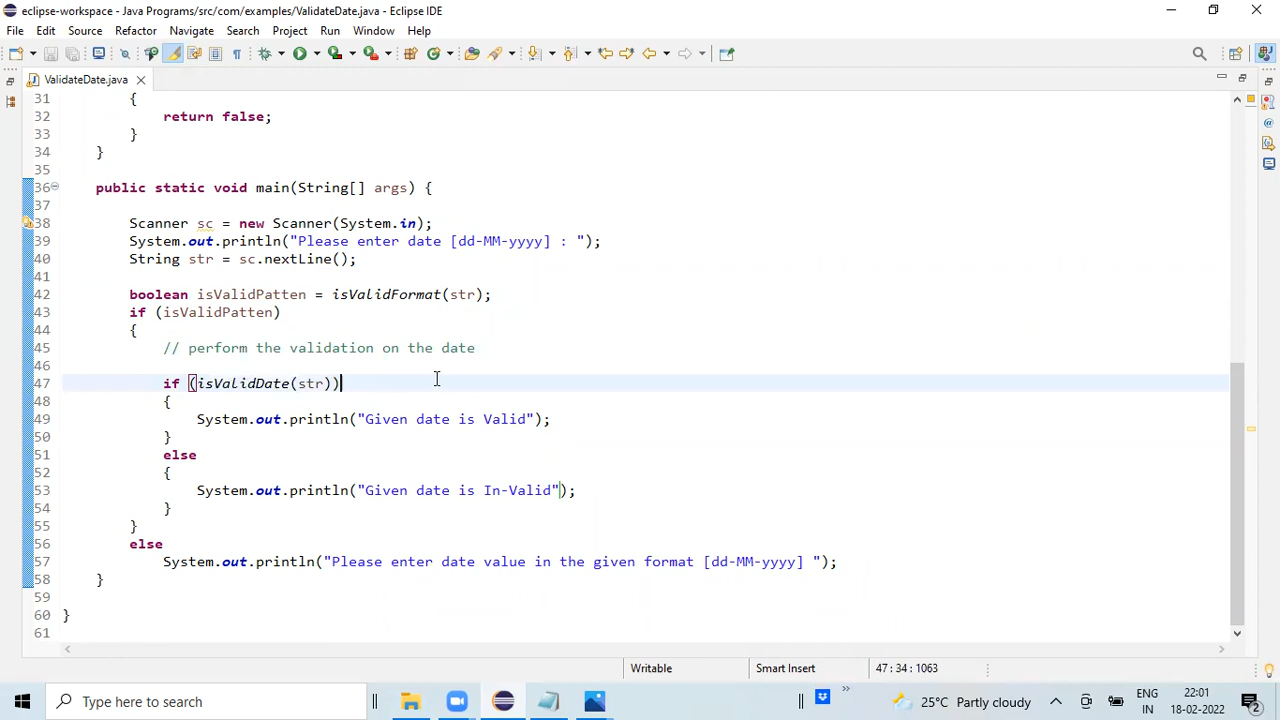 eclipse-workspace - Java Programs/src/com/examples/ValidateDate.java - Eclipse IDE
File Edit Source Refactor Navigate Search Project Run Window Help
ValidateDate.java
31 {
32 return false;
33 }
34 }
35
36 public static void main(String[] args) {
37
38 Scanner sc = new Scanner(System.in);
39 System.out.println("Please enter date [dd-MM-yyyy] : ");
40 String str = sc.nextLine();
41
42 boolean isValidPatten = isValidFormat(str);
43 if (isValidPatten)
44 {
45 // perform the validation on the date
46
47 if (isValidDate(str))
48 {
49 System.out.println("Given date is Valid");
50 }
51 else
52 {
53 System.out.println("Given date is In-Valid");
54 }
55 }
56 else
57 System.out.println("Please enter date value in the given format [dd-MM-yyyy] ");
58 }
59
60 }
61
Writable Smart Insert 47 : 34 : 1063
Type here to search
25°C Partly cloudy
ENG
IN
18-02-2022
2